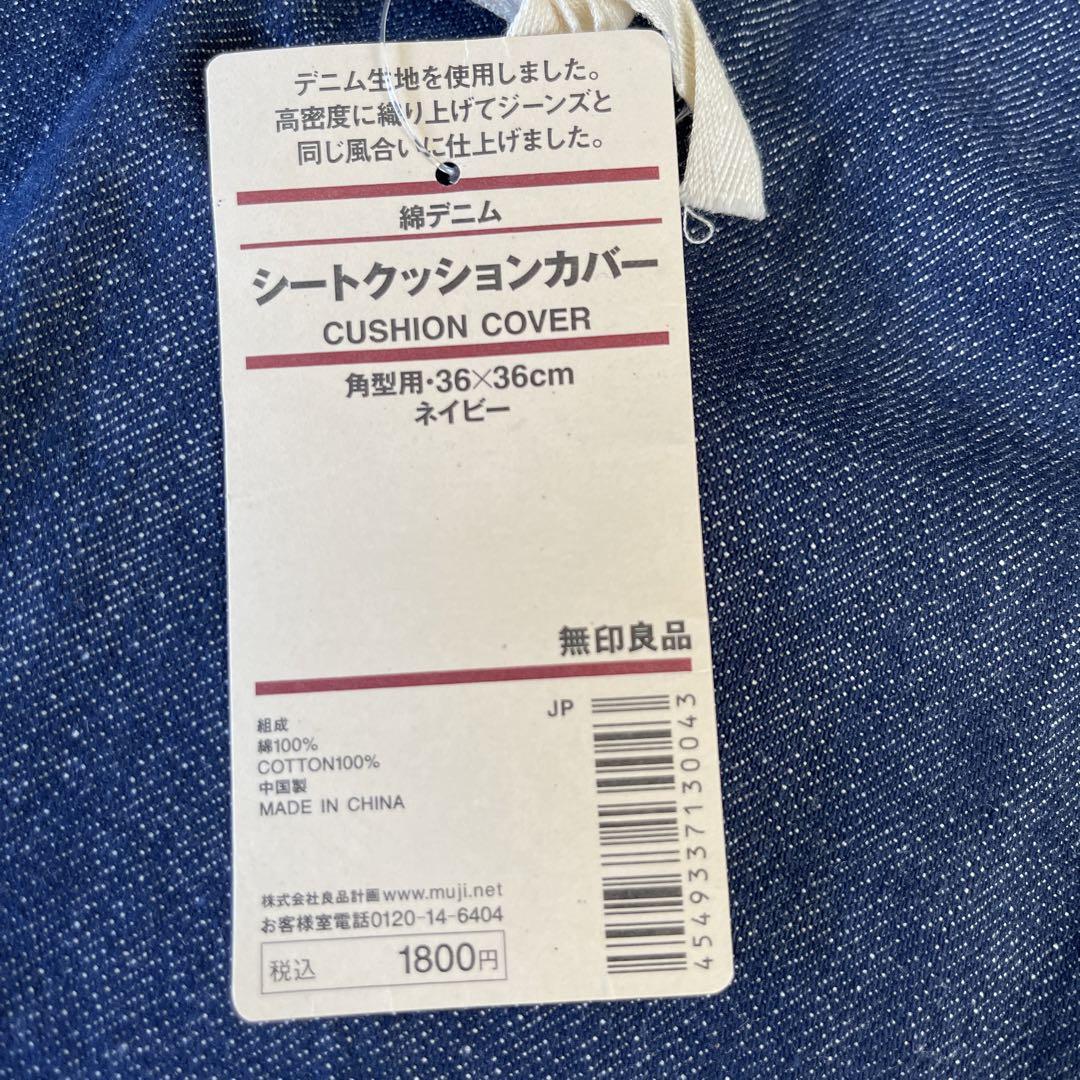 デニム生地を使用しました。
高密度に織り上げてジーンズと
同じ風合いに仕上げました。
綿デニム
シートクッションカバー
CUSHION COVER
角型用・36×36cm
ネイビー
無印良品
JP
組成
綿100%
COTTON100%
中国製
MADE IN CHINA
株式会社良品計画 www.muji.net
お客様室電話0120-14-6404
税込 1800円
4549337130043